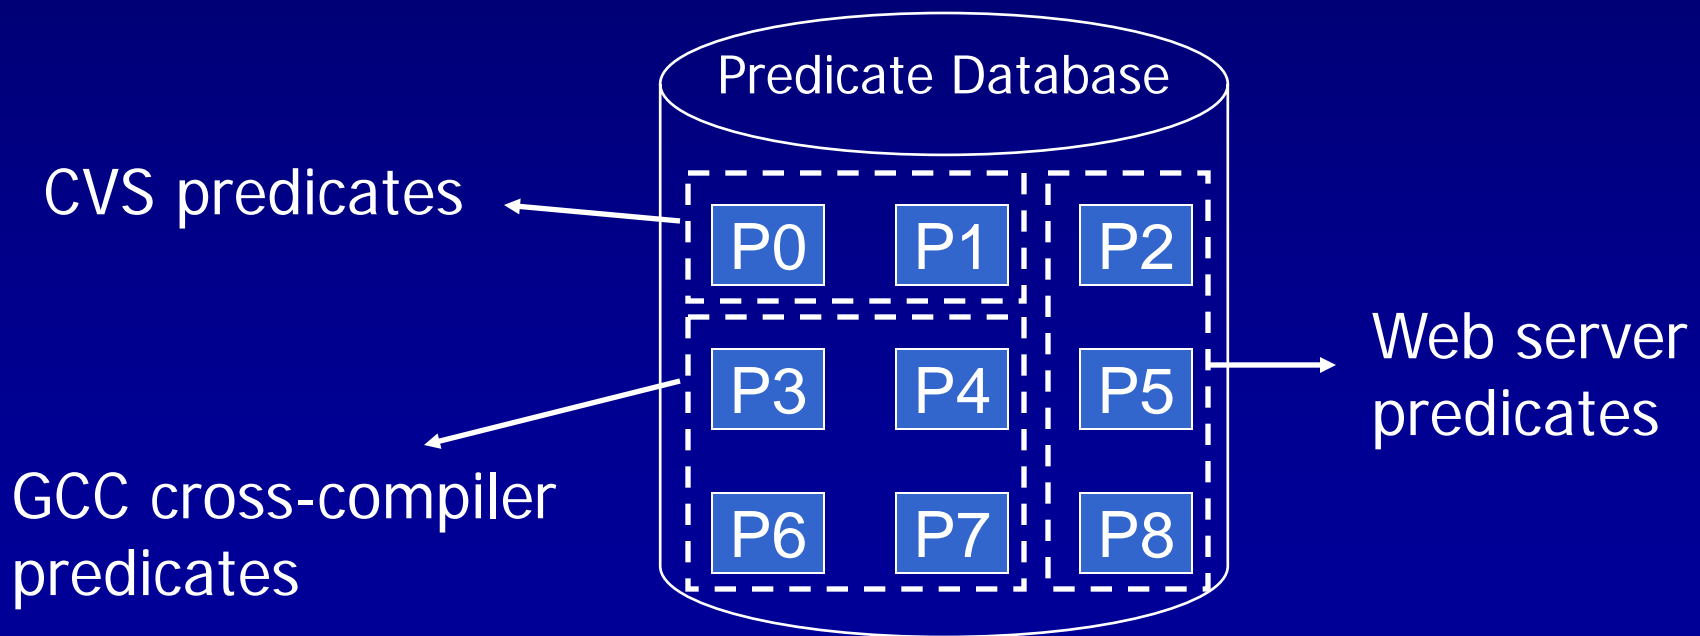 Predicate Database
CVS predicates
P0 P1 P2
Web server
predicates
P3 P4 P5
GCC cross-compiler
predicates
P6 P7 P8